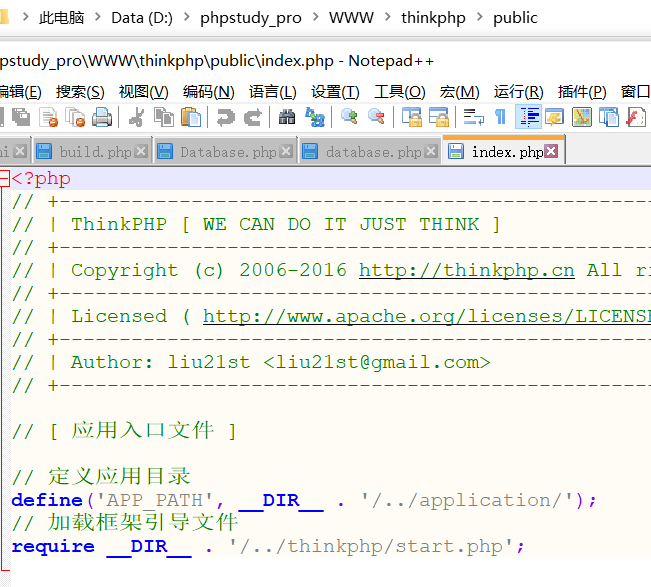 此电脑 > Data (D:) > phpstudy_pro > WWW > thinkphp > public
pstudy_pro\WWW\thinkphp\public\index.php - Notepad++
编辑(E) 搜索(S) 视图(V) 编码(N) 语言(L) 设置(T) 工具(O) 宏(M) 运行(R) 插件(P) 窗口
build.php Database.php database.php index.php
<?php
// +--------------------------------------------------
// | ThinkPHP [ WE CAN DO IT JUST THINK ]
// +--------------------------------------------------
// | Copyright (c) 2006-2016 http://thinkphp.cn All ri
// +--------------------------------------------------
// | Licensed ( http://www.apache.org/licenses/LICENSE
// +--------------------------------------------------
// | Author: liu21st <liu21st@gmail.com>
// +--------------------------------------------------
// [ 应用入口文件 ]
// 定义应用目录
define('APP_PATH', __DIR__ . '/../application/');
// 加载框架引导文件
require __DIR__ . '/../thinkphp/start.php';